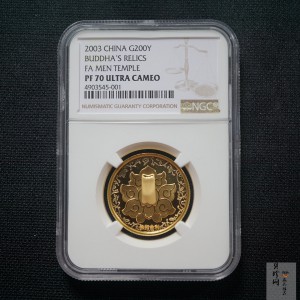 2003 CHINA G200Y
BUDDHA'S RELICS
FA MEN TEMPLE
PF 70 ULTRA CAMEO
4903545-001
NUMISMATIC GUARANTY CORPORATION
NGC